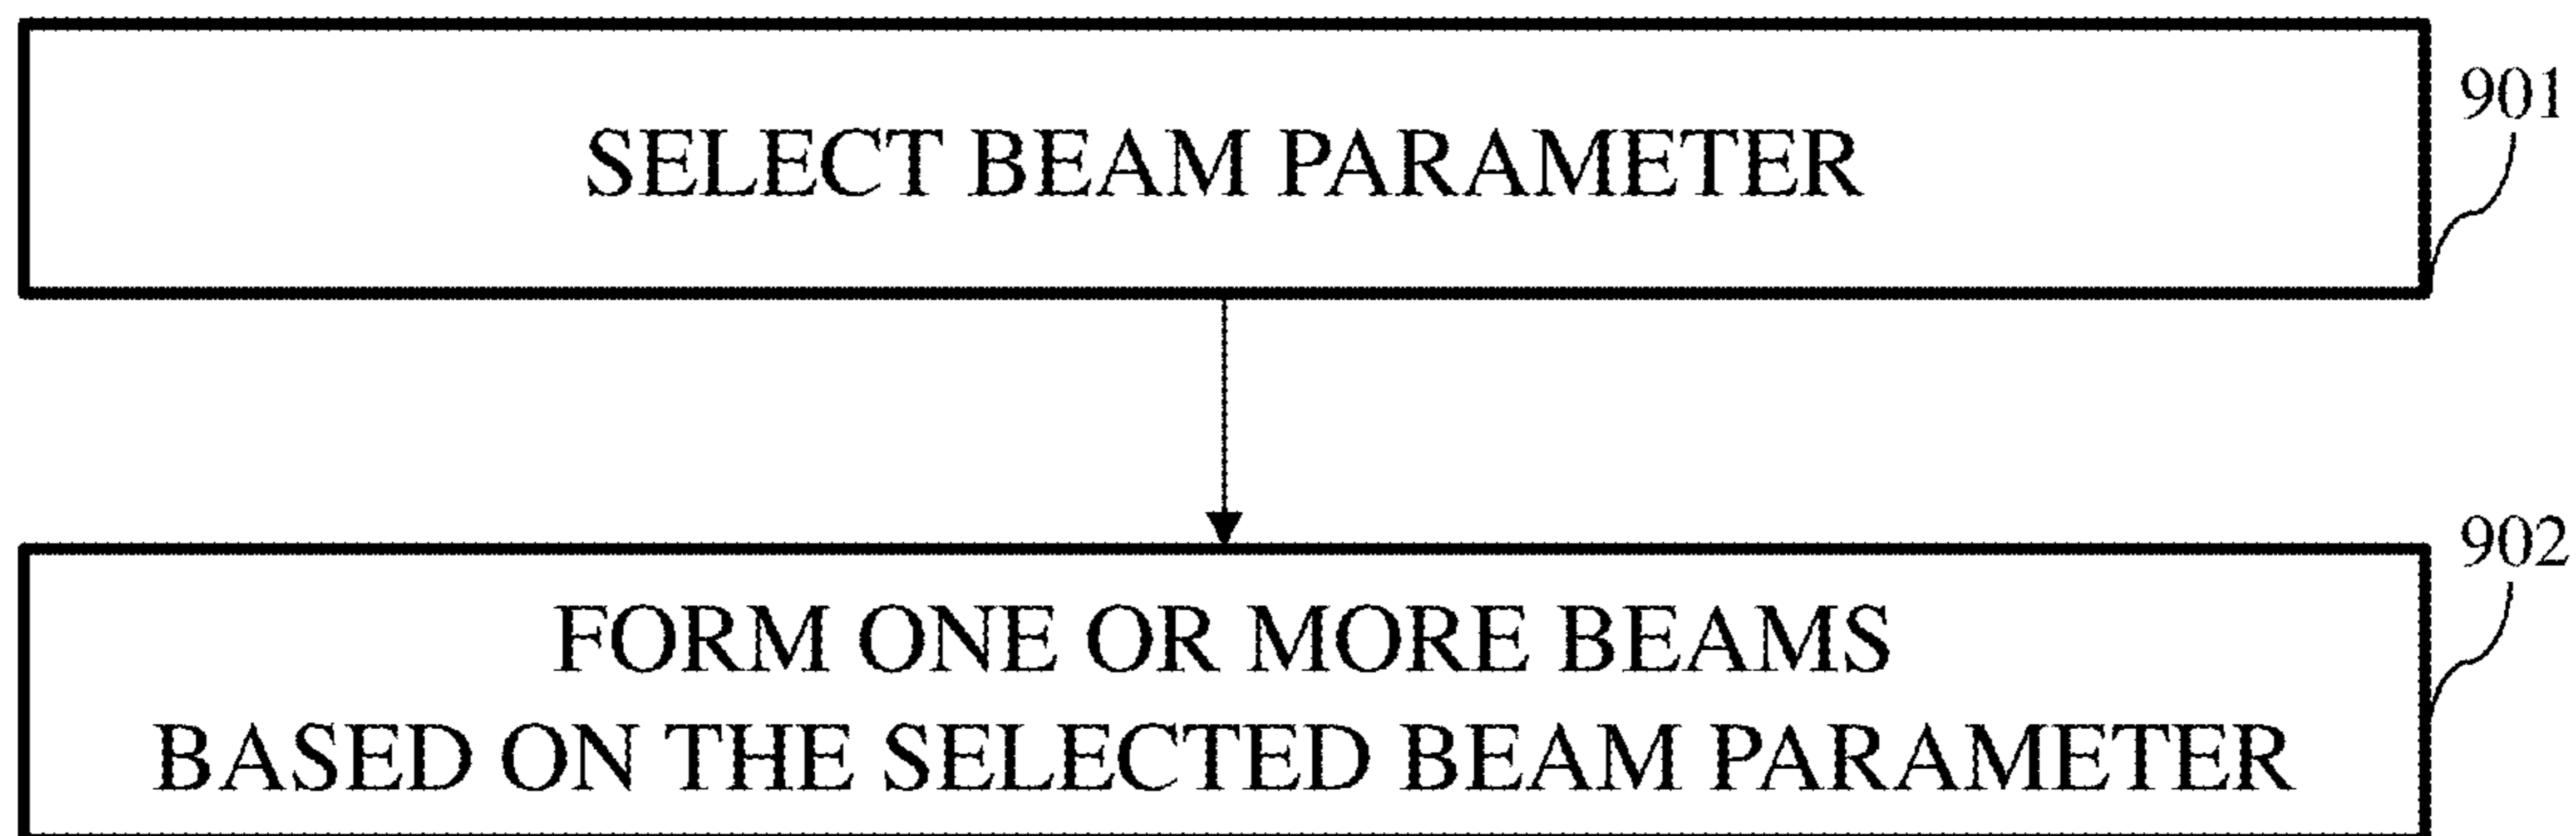 901
SELECT BEAM PARAMETER
902
FORM ONE OR MORE BEAMS
BASED ON THE SELECTED BEAM PARAMETER